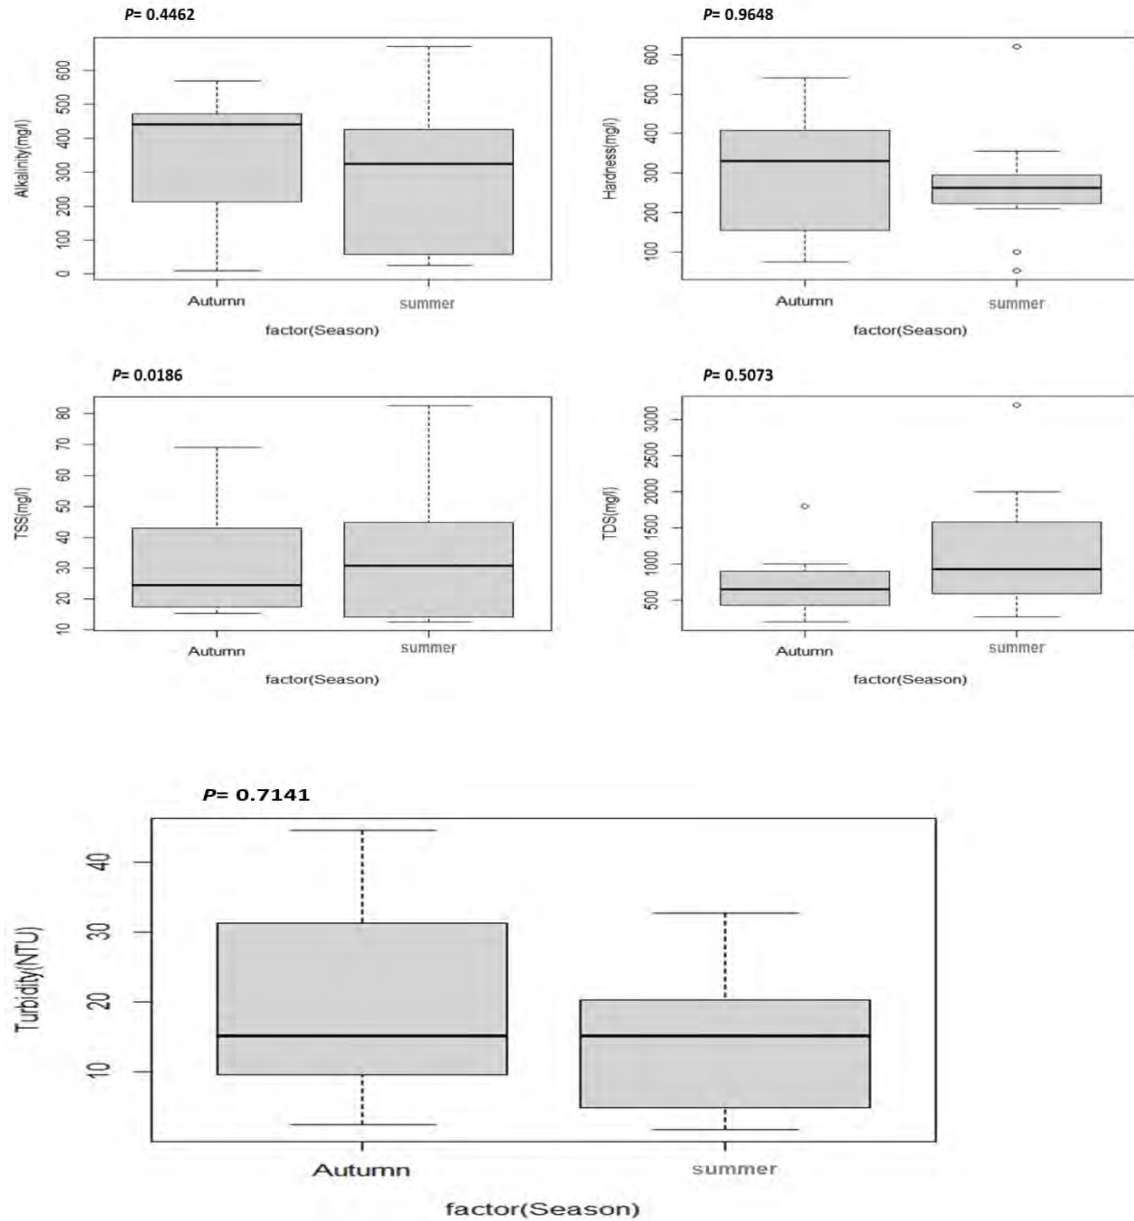 P= 0.4462
Alkalinity(mg/l)
600
500
400
300
200
100
0
Autumn
summer
factor(Season)
P= 0.9648
Hardness(mg/l)
600
500
400
300
200
100
Autumn
summer
factor(Season)
P= 0.0186
TSS(mg/l)
80
70
60
50
40
30
20
10
Autumn
summer
factor(Season)
P= 0.5073
TDS(mg/l)
3000
2500
2000
1500
1000
500
Autumn
summer
factor(Season)
P= 0.7141
Turbidity(NTU)
40
30
20
10
Autumn
summer
factor(Season)